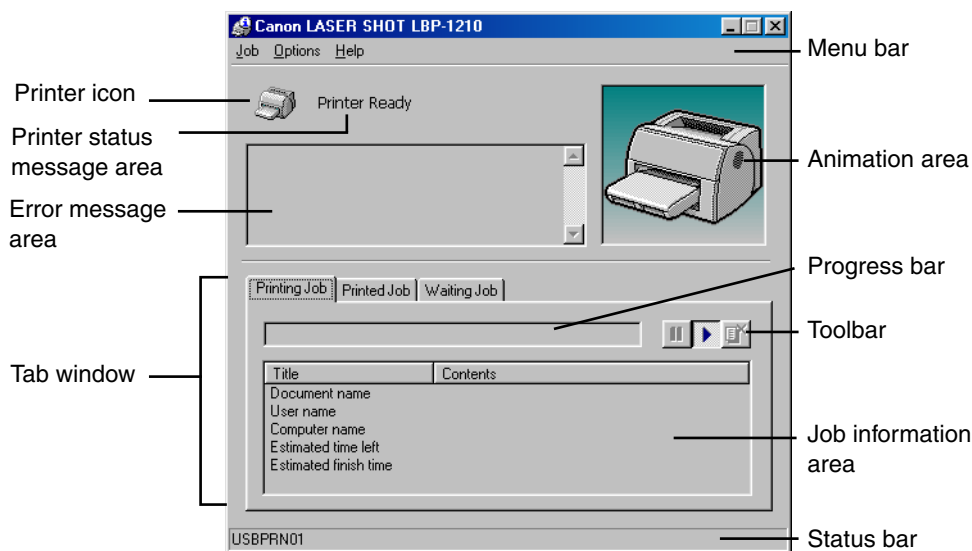 Canon LASER SHOT LBP-1210
Job Options Help
Menu bar
Printer icon
Printer Ready
Printer status
message area
Animation area
Error message
area
Progress bar
Printing Job Printed Job Waiting Job
Toolbar
Tab window
Title Contents
Document name
User name
Computer name
Estimated time left
Estimated finish time
Job information
area
USBPRN01
Status bar